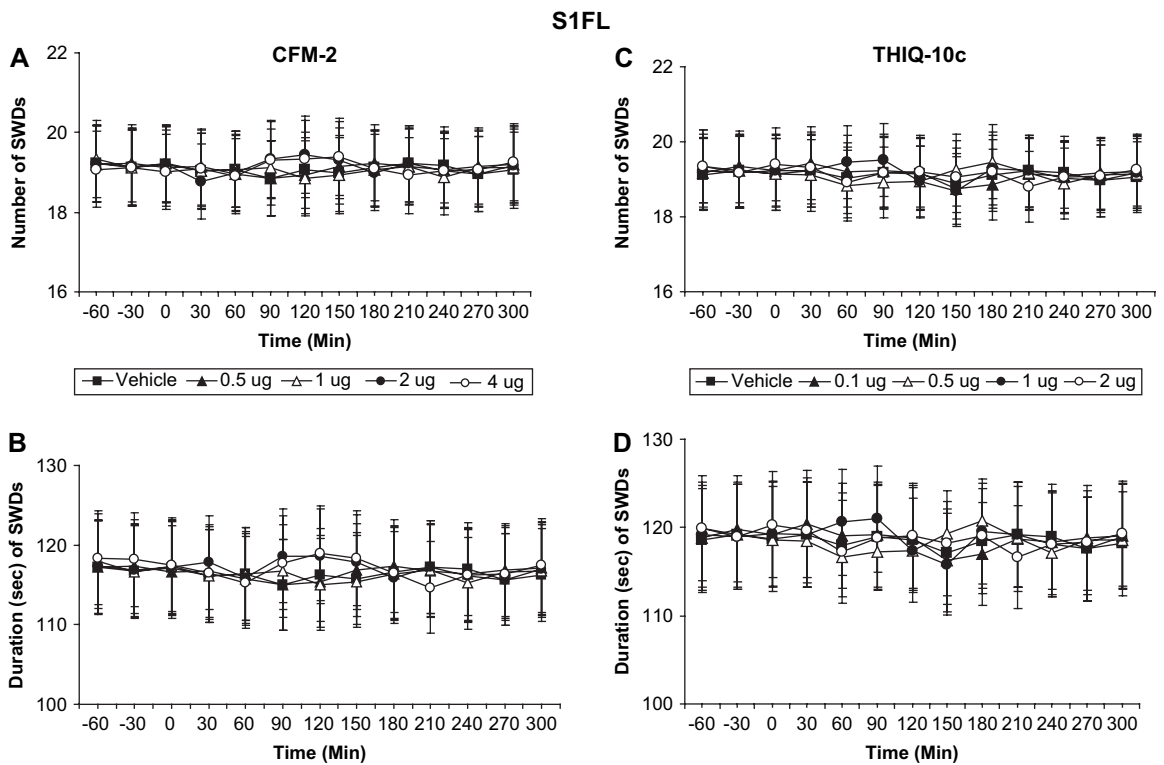 S1FL
A
CFM-2
Number of SWDs
22
20
18
16
-60 -30 0 30 60 90 120 150 180 210 240 270 300
Time (Min)
Vehicle 0.5 ug 1 ug 2 ug 4 ug
B
Duration (sec) of SWDs
130
120
110
100
-60 -30 0 30 60 90 120 150 180 210 240 270 300
Time (Min)
C
THIQ-10c
Number of SWDs
22
20
18
16
-60 -30 0 30 60 90 120 150 180 210 240 270 300
Time (Min)
Vehicle 0.1 ug 0.5 ug 1 ug 2 ug
D
Duration (sec) of SWDs
130
120
110
100
-60 -30 0 30 60 90 120 150 180 210 240 270 300
Time (Min)